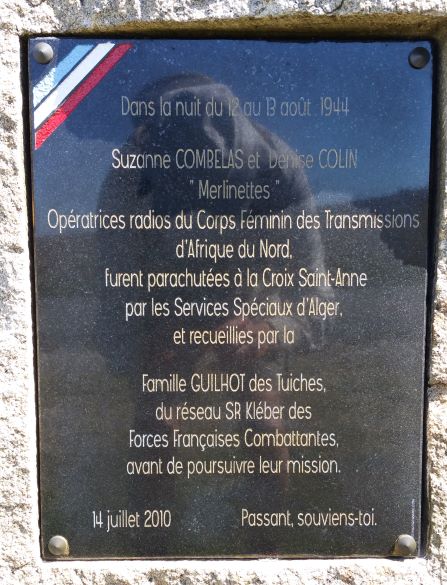 Dans la nuit du 12 au 13 août 1944
Suzanne COMBELAS et Denise COLIN
" Merlinettes "
Opératrices radios du Corps Féminin des Transmissions
d'Afrique du Nord,
furent parachutées à la Croix Saint-Anne
par les Services Spéciaux d'Alger,
et recueillies par la
Famille GUILHOT des Tuiches,
du réseau SR Kléber des
Forces Françaises Combattantes,
avant de poursuivre leur mission.
14 juillet 2010 Passant, souviens-toi.